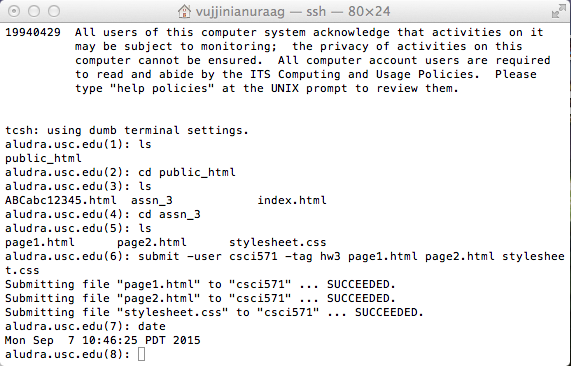 vujjinianuraag — ssh — 80×24
19940429  All users of this computer system acknowledge that activities on it
          may be subject to monitoring;  the privacy of activities on this
          computer cannot be ensured.  All computer account users are required
          to read and abide by the ITS Computing and Usage Policies.  Please
          type "help policies" at the UNIX prompt to review them.
tcsh: using dumb terminal settings.
aludra.usc.edu(1): ls
public_html
aludra.usc.edu(2): cd public_html
aludra.usc.edu(3): ls
ABCabc12345.html  assn_3            index.html
aludra.usc.edu(4): cd assn_3
aludra.usc.edu(5): ls
page1.html      page2.html      stylesheet.css
aludra.usc.edu(6): submit -user csci571 -tag hw3 page1.html page2.html styleshee
t.css
Submitting file "page1.html" to "csci571" ... SUCCEEDED.
Submitting file "page2.html" to "csci571" ... SUCCEEDED.
Submitting file "stylesheet.css" to "csci571" ... SUCCEEDED.
aludra.usc.edu(7): date
Mon Sep  7 10:46:25 PDT 2015
aludra.usc.edu(8):